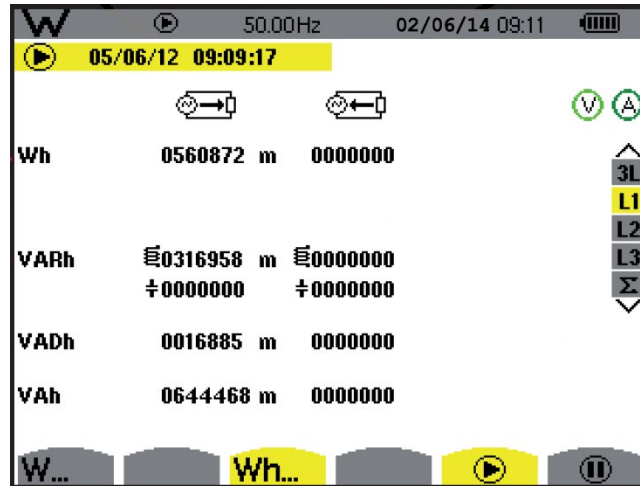 W 50.00Hz 02/06/14 09:11
05/06/12 09:09:17
V A
Wh 0560872 m 0000000
3L
L1
L2
VARh 0316958 m 0000000
L3
0000000 0000000
Σ
VADh 0016885 m 0000000
VAh 0644468 m 0000000
W... Wh...